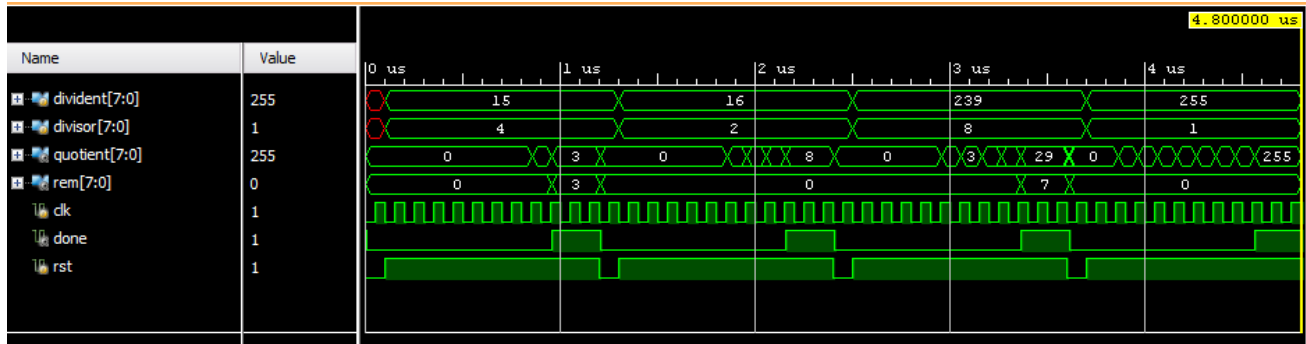 4.800000 us
Name Value
0 us 1 us 2 us 3 us 4 us
divident[7:0] 255 15 16 239 255
divisor[7:0] 1 4 2 8 1
quotient[7:0] 255 0 3 0 8 0 3 29 0 255
rem[7:0] 0 0 3 0 7 0
clk 1
done 1
rst 1